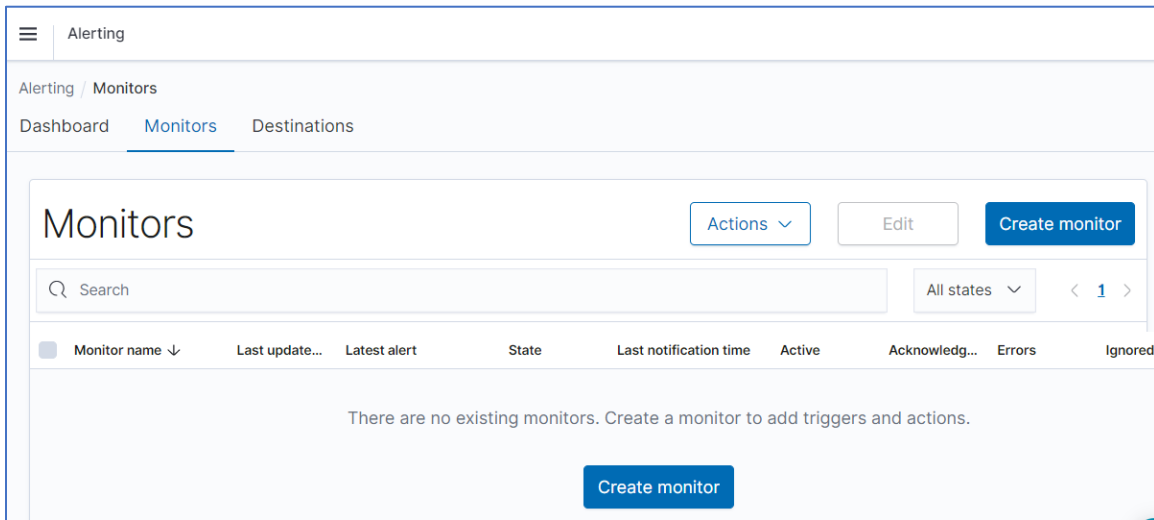 Alerting
Alerting / Monitors
Dashboard Monitors Destinations
Monitors Actions Edit Create monitor
Search All states 1
Monitor name Last update... Latest alert State Last notification time Active Acknowledg... Errors Ignored
There are no existing monitors. Create a monitor to add triggers and actions.
Create monitor